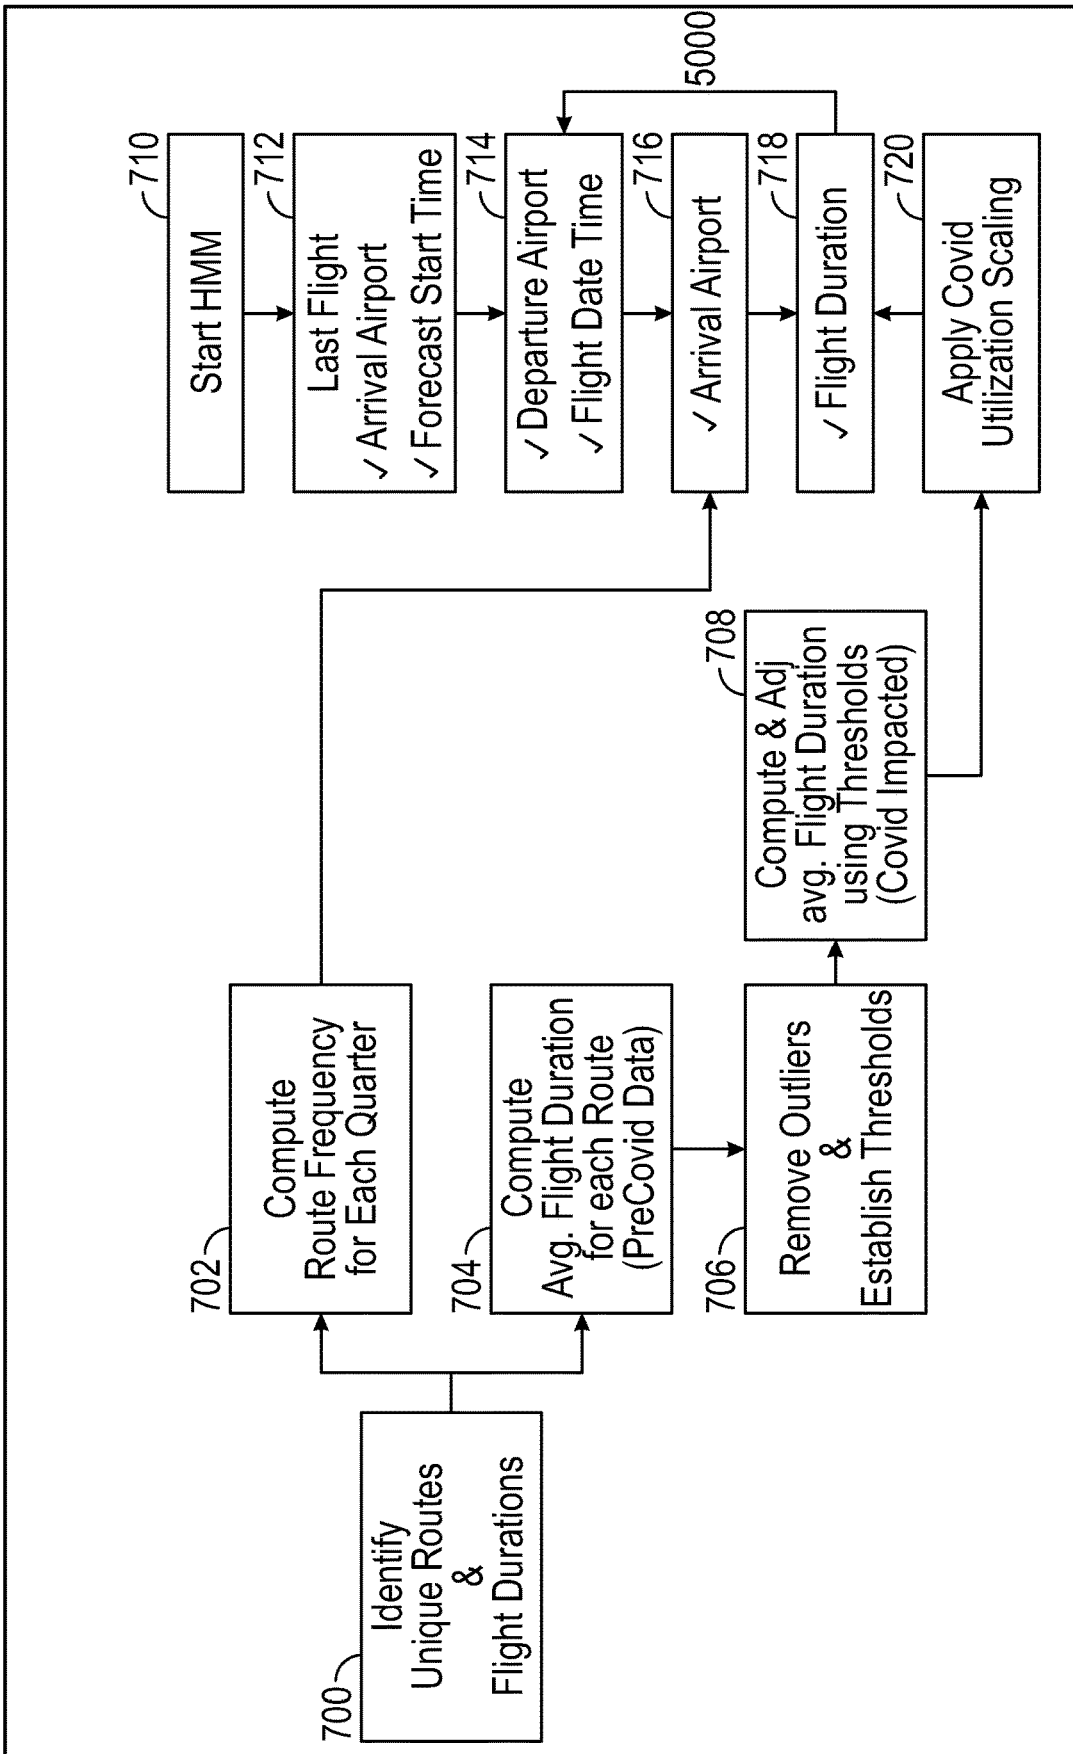 700
Identify
Unique Routes
&
Flight Durations
702
Compute
Route Frequency
for Each Quarter
704
Compute
Avg. Flight Duration
for each Route
(PreCovid Data)
706
Remove Outliers
&
Establish Thresholds
708
Compute & Adj
avg. Flight Duration
using Thresholds
(Covid Impacted)
710
Start HMM
712
Last Flight
✓ Arrival Airport
✓ Forecast Start Time
714
✓ Departure Airport
✓ Flight Date Time
716
✓ Arrival Airport
718
✓ Flight Duration
5000
720
Apply Covid
Utilization Scaling